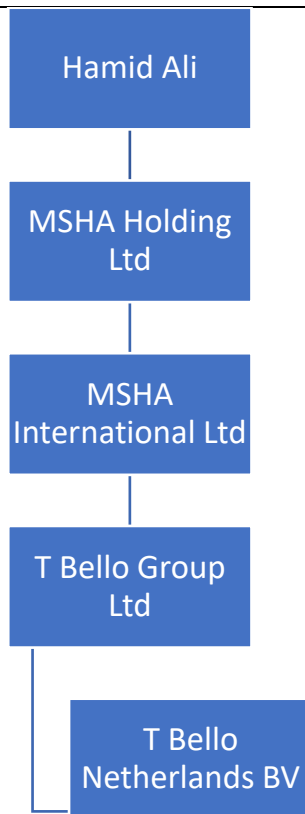 Hamid Ali
MSHA Holding
Ltd
MSHA
International Ltd
T Bello Group
Ltd
T Bello
Netherlands BV